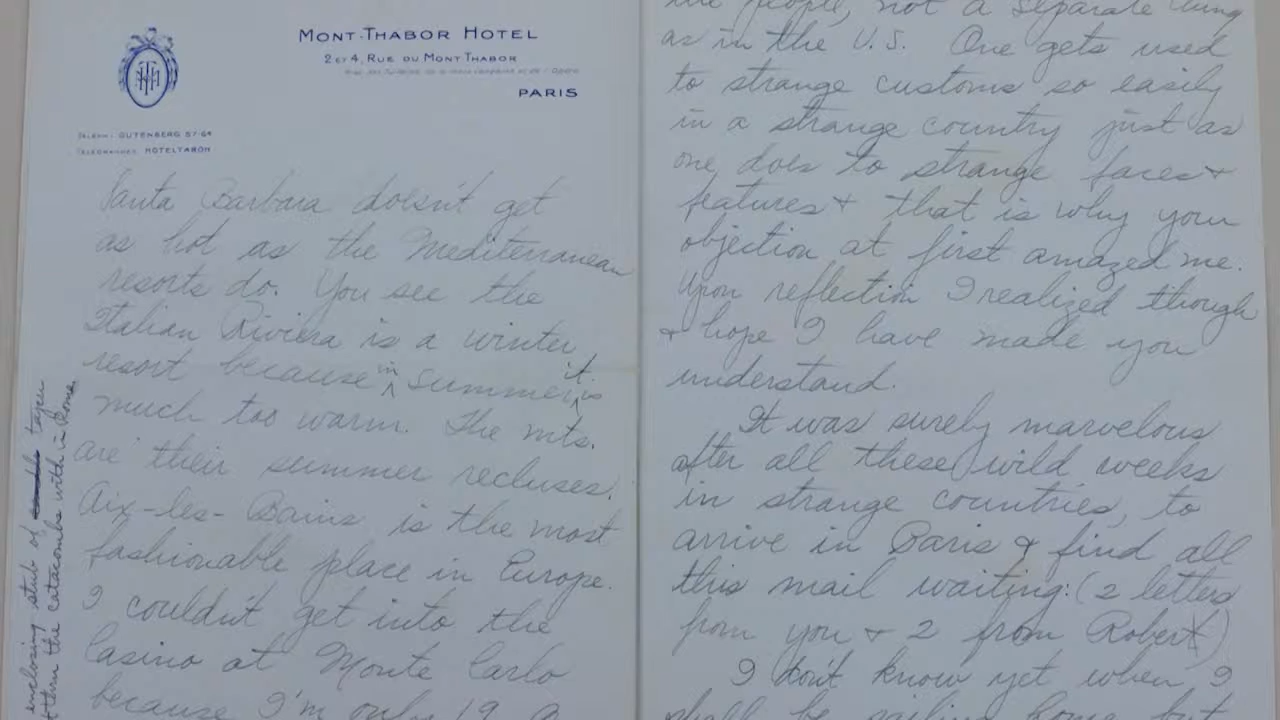 MONT-THABOR HOTEL
2 ET 4, RUE DU MONT THABOR
PARIS
TÉLÉPH : GUTENBERG 57-64
TÉLÉGRAMMES : HOTELTABOR
Santa Barbara doesn't get
as hot as the Mediterranean
resorts do. You see the
Italian Riviera is a winter
resort because in summer it is
much too warm. The mts.
are their summer recluses.
Aix-les-Bains is the most
fashionable place in Europe.
I couldn't get into the
Casino at Monte Carlo
because I'm only 19.
enclosing stub of taper
thru the catacombs with in Rome
the people, not a separate thing
as in the U.S. One gets used
to strange customs so easily
in a strange country just as
one does to strange faces +
features + that is why your
objection at first amazed me.
Upon reflection I realized though
+ hope I have made you
understand.
It was surely marvelous
after all these wild weeks
in strange countries, to
arrive in Paris & find all
this mail waiting: (2 letters
from you + 2 from Robert)
I don't know yet when I
shall be sailing home but